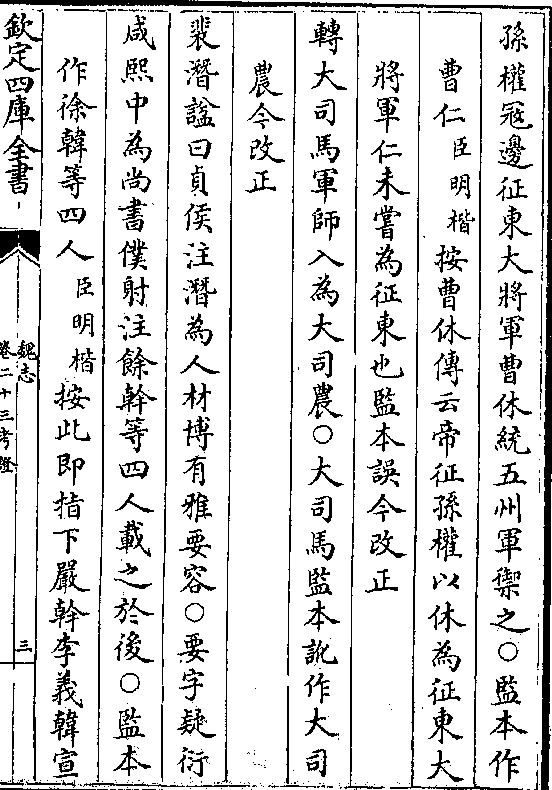 孫權冦邊征東大將軍曹休統五州軍禦之○監本作
曹仁臣明楷按曹休傳云帝征孫權以休為征東大
將軍仁未嘗為征東也監本誤今改正
轉大司馬軍師入為大司農○大司馬監本訛作大司
農今改正
裴潛諡曰貞侯注潛為人材博有雅要容○要字疑衍
咸熙中為尚書僕射注餘幹等四人載之於後○監本
作徐韓等四人臣明楷按此即指下嚴幹李義韓宣
欽定四庫全書
魏志
卷二十三考證
三